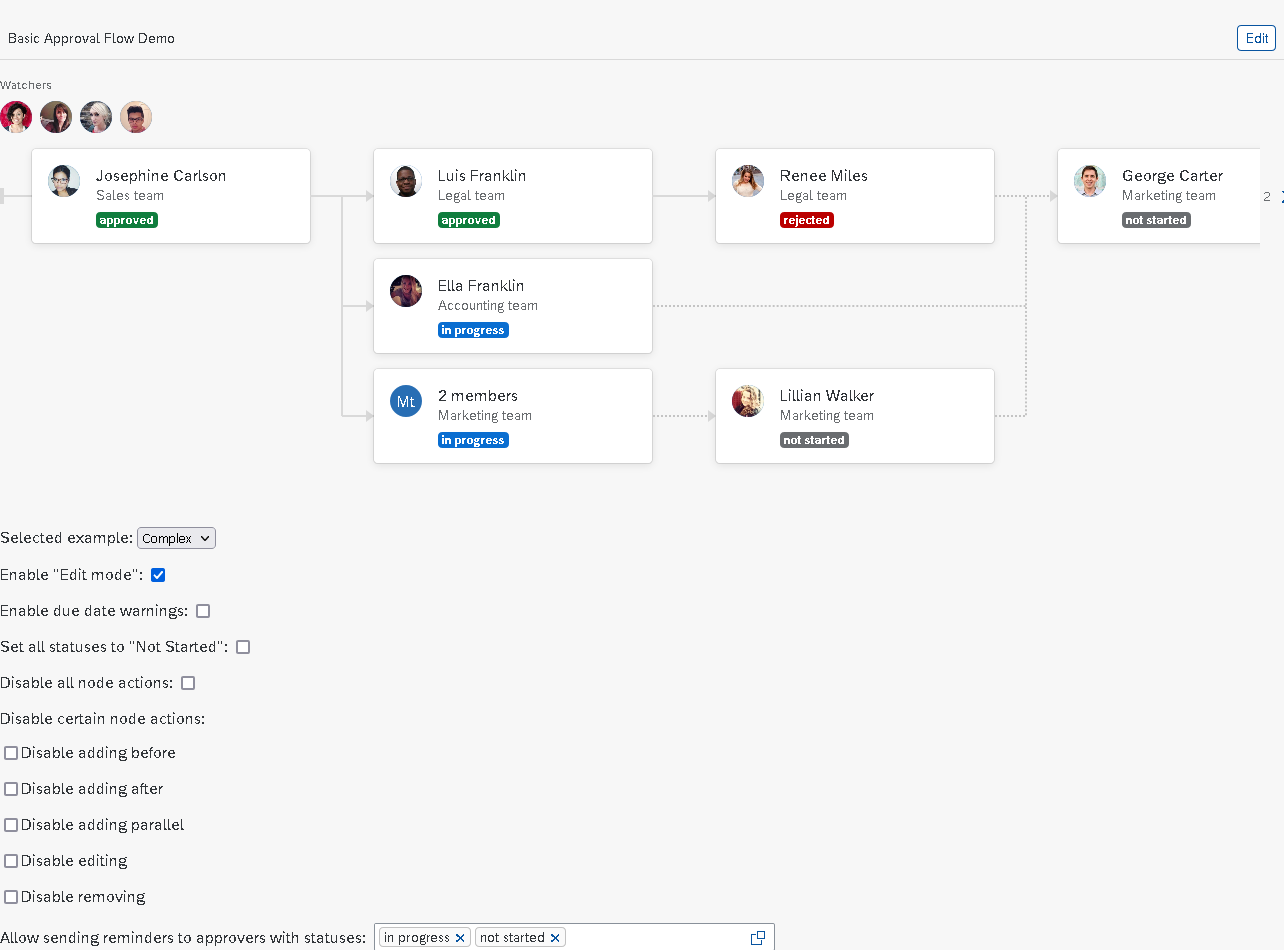 Basic Approval Flow Demo
Edit
Watchers
Josephine Carlson
Sales team
approved
Luis Franklin
Legal team
approved
Renee Miles
Legal team
rejected
George Carter
Marketing team
not started
2
Ella Franklin
Accounting team
in progress
Mt
2 members
Marketing team
in progress
Lillian Walker
Marketing team
not started
Selected example: Complex
Enable "Edit mode":
Enable due date warnings:
Set all statuses to "Not Started":
Disable all node actions:
Disable certain node actions:
Disable adding before
Disable adding after
Disable adding parallel
Disable editing
Disable removing
Allow sending reminders to approvers with statuses: in progress not started